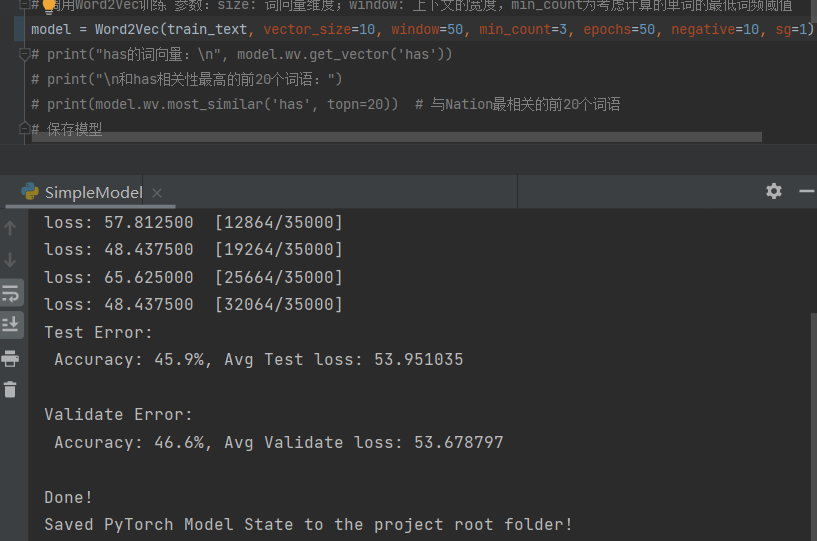 # 调用Word2Vec训练 参数：size: 词向量维度；window: 上下文的宽度，min_count为考虑计算的单词的最低词频阈值
model = Word2Vec(train_text, vector_size=10, window=50, min_count=3, epochs=50, negative=10, sg=1)
# print("has的词向量：\n", model.wv.get_vector('has'))
# print("\n和has相关性最高的前20个词语：")
# print(model.wv.most_similar('has', topn=20))  # 与Nation最相关的前20个词语
# 保存模型
SimpleModel
loss: 57.812500  [12864/35000]
loss: 48.437500  [19264/35000]
loss: 65.625000  [25664/35000]
loss: 48.437500  [32064/35000]
Test Error:
 Accuracy: 45.9%, Avg Test loss: 53.951035
Validate Error:
 Accuracy: 46.6%, Avg Validate loss: 53.678797
Done!
Saved PyTorch Model State to the project root folder!